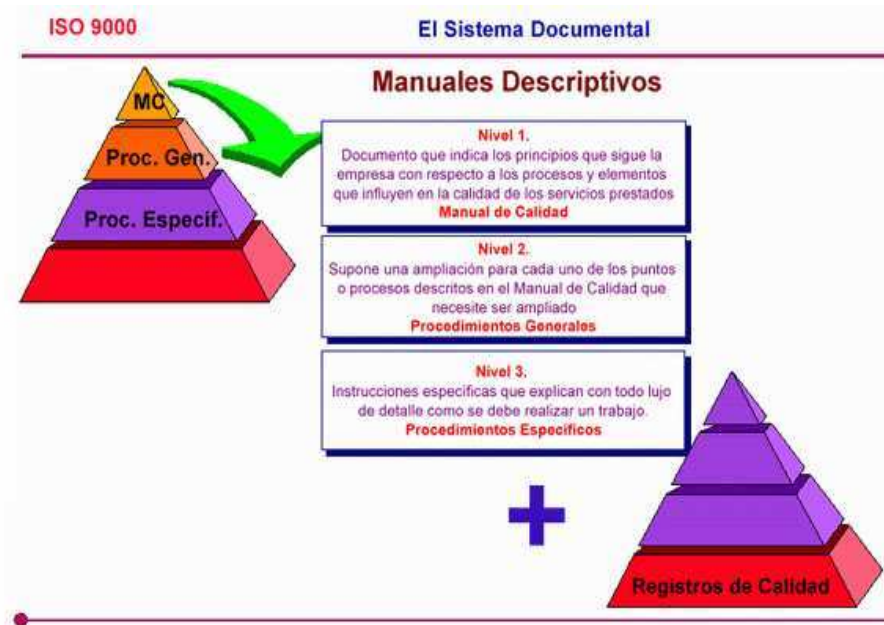 ISO 9000
El Sistema Documental
Manuales Descriptivos
MC
Proc. Gen.
Proc. Específ.
Nivel 1.
Documento que indica los principios que sigue la
empresa con respecto a los procesos y elementos
que influyen en la calidad de los servicios prestados
Manual de Calidad
Nivel 2.
Supone una ampliación para cada uno de los puntos
o procesos descritos en el Manual de Calidad que
necesite ser ampliado
Procedimientos Generales
Nivel 3.
Instrucciones especificas que explican con todo lujo
de detalle como se debe realizar un trabajo.
Procedimientos Específicos
+
Registros de Calidad